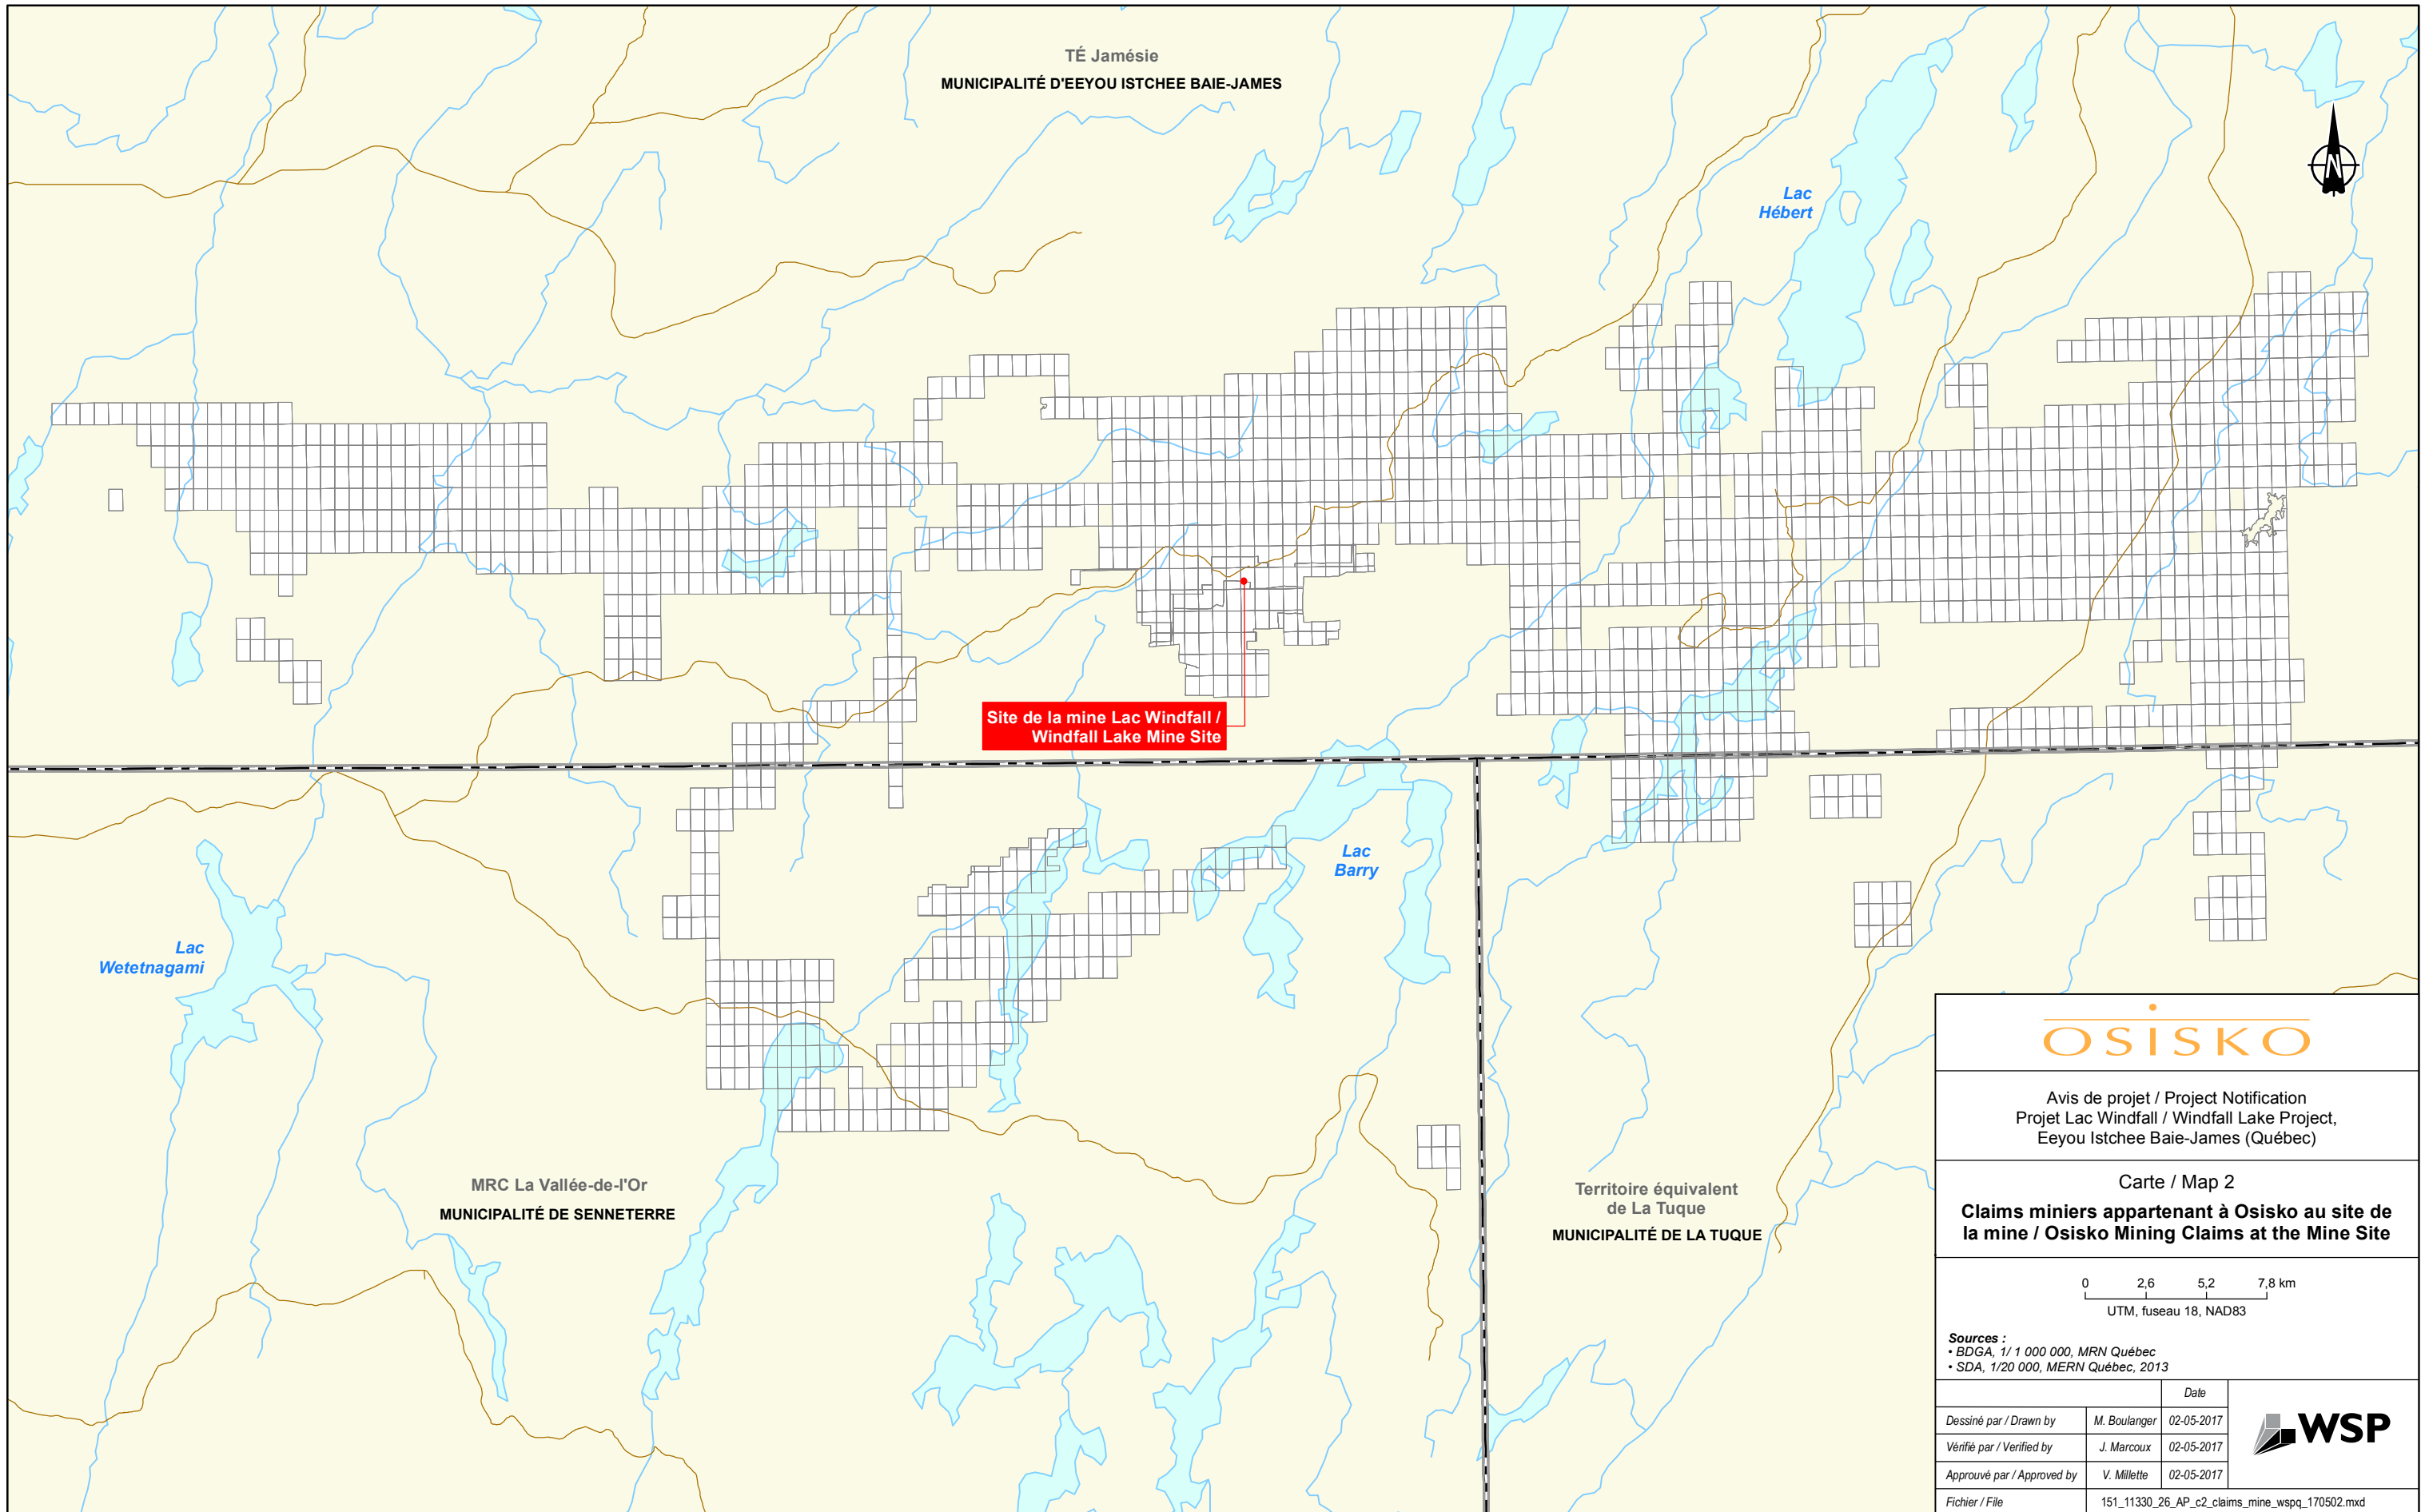 TÉ Jamésie
MUNICIPALITÉ D'EEYOU ISTCHEE BAIE-JAMES
N
Lac
Hébert
Site de la mine Lac Windfall /
Windfall Lake Mine Site
Lac
Barry
Lac
Wetetnagami
MRC La Vallée-de-l'Or
MUNICIPALITÉ DE SENNETERRE
Territoire équivalent
de La Tuque
MUNICIPALITÉ DE LA TUQUE
OSISKO
Avis de projet / Project Notification
Projet Lac Windfall / Windfall Lake Project,
Eeyou Istchee Baie-James (Québec)
Carte / Map 2
Claims miniers appartenant à Osisko au site de
la mine / Osisko Mining Claims at the Mine Site
0 2,6 5,2 7,8 km
UTM, fuseau 18, NAD83
Sources :
• BDGA, 1/ 1 000 000, MRN Québec
• SDA, 1/20 000, MERN Québec, 2013
Date
Dessiné par / Drawn by M. Boulanger 02-05-2017
Vérifié par / Verified by J. Marcoux 02-05-2017
Approuvé par / Approved by V. Millette 02-05-2017
WSP
Fichier / File 151_11330_26_AP_c2_claims_mine_wspq_170502.mxd